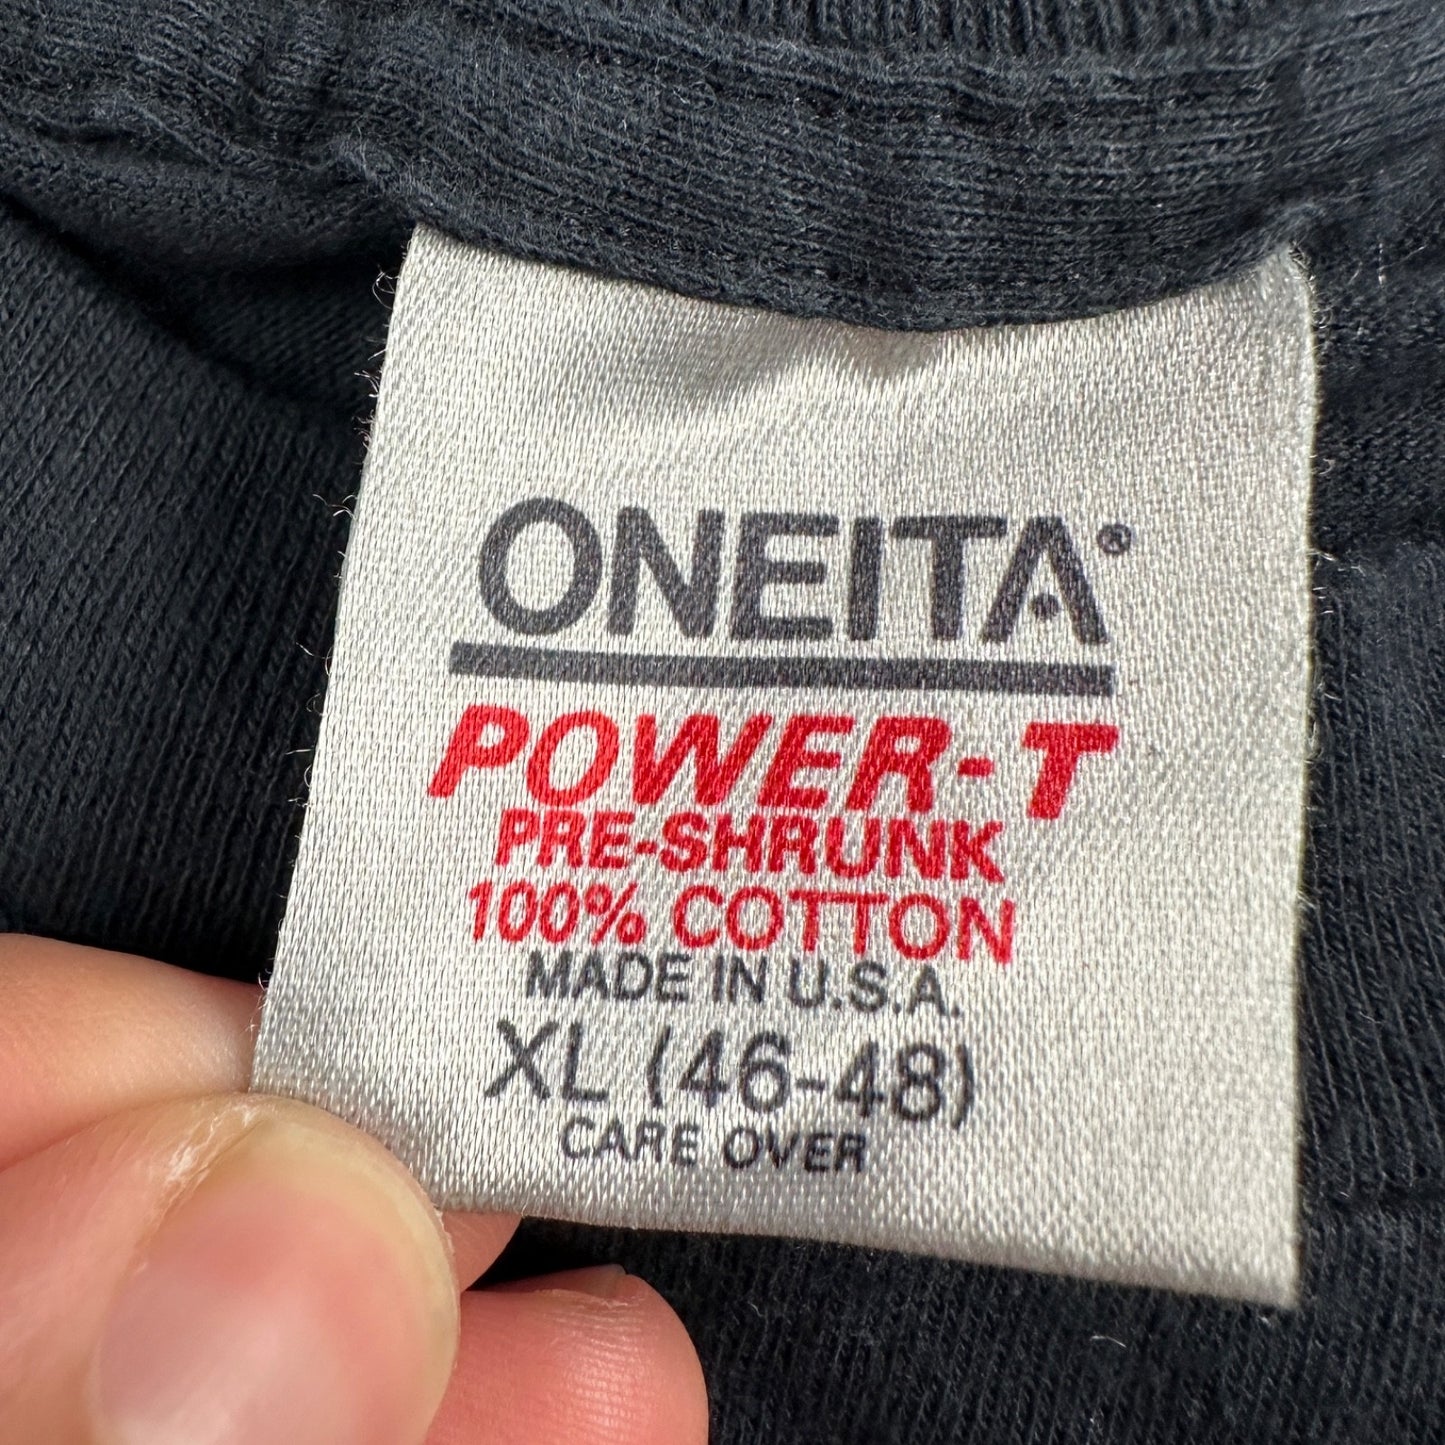 ONEITA®
POWER-T
PRE-SHRUNK
100% COTTON
MADE IN U.S.A.
XL (46-48)
CARE OVER